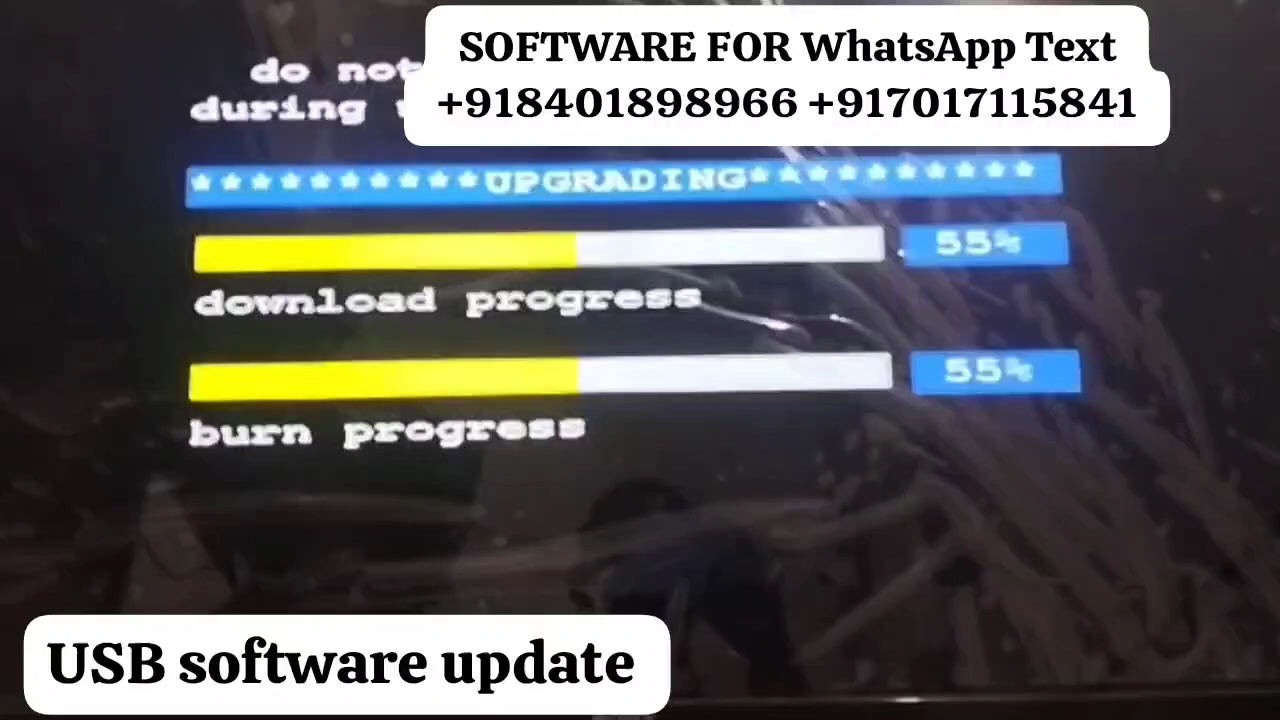 SOFTWARE FOR WhatsApp Text
+918401898966 +917017115841
do not
during
**********UPGRADING**********
55%
download progress
55%
burn progress
USB software update